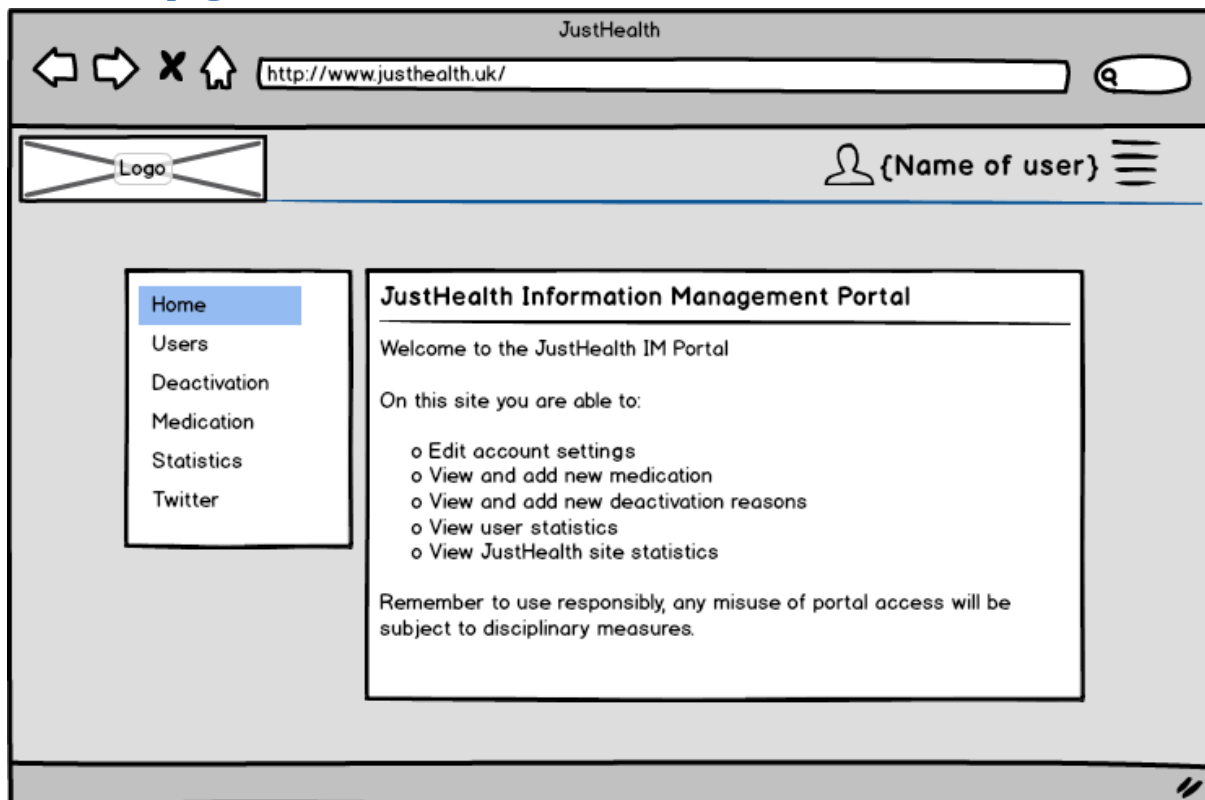 JustHealth
http://www.justhealth.uk/
Logo
{Name of user}
Home
Users
Deactivation
Medication
Statistics
Twitter
JustHealth Information Management Portal
Welcome to the JustHealth IM Portal
On this site you are able to:
o Edit account settings
o View and add new medication
o View and add new deactivation reasons
o View user statistics
o View JustHealth site statistics
Remember to use responsibly, any misuse of portal access will be
subject to disciplinary measures.